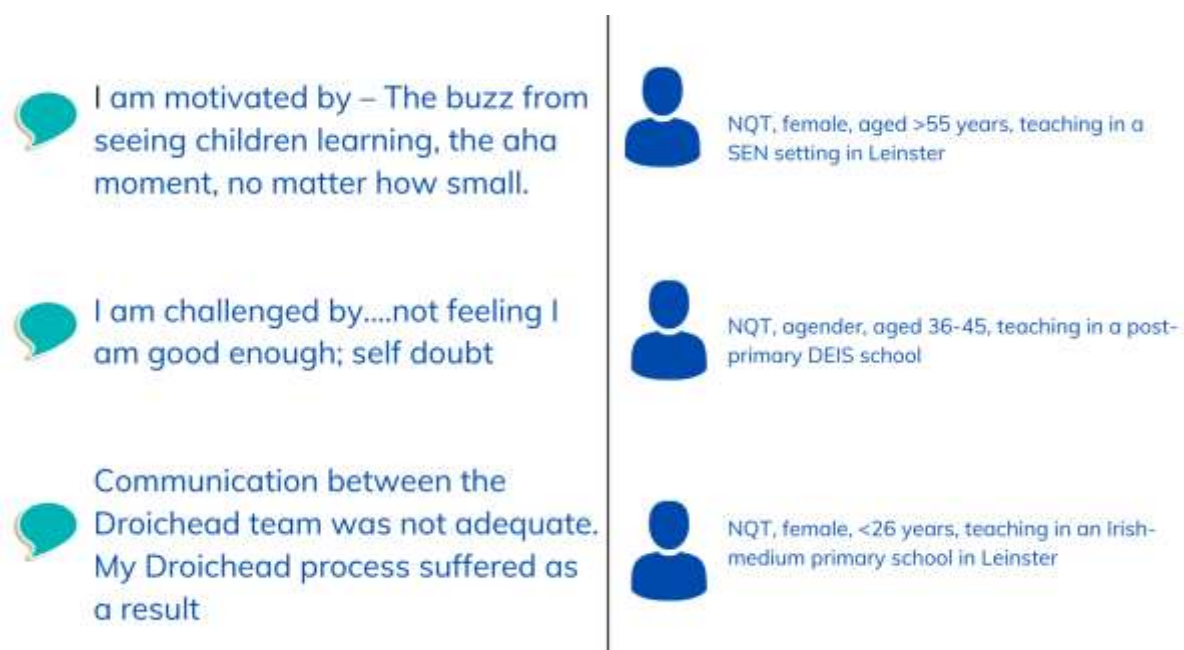 I am motivated by – The buzz from
seeing children learning, the aha
moment, no matter how small.
NQT, female, aged >55 years, teaching in a
SEN setting in Leinster
I am challenged by....not feeling I
am good enough; self doubt
NQT, agender, aged 36-45, teaching in a post-
primary DEIS school
Communication between the
Droichead team was not adequate.
My Droichead process suffered as
a result
NQT, female, <26 years, teaching in an Irish-
medium primary school in Leinster